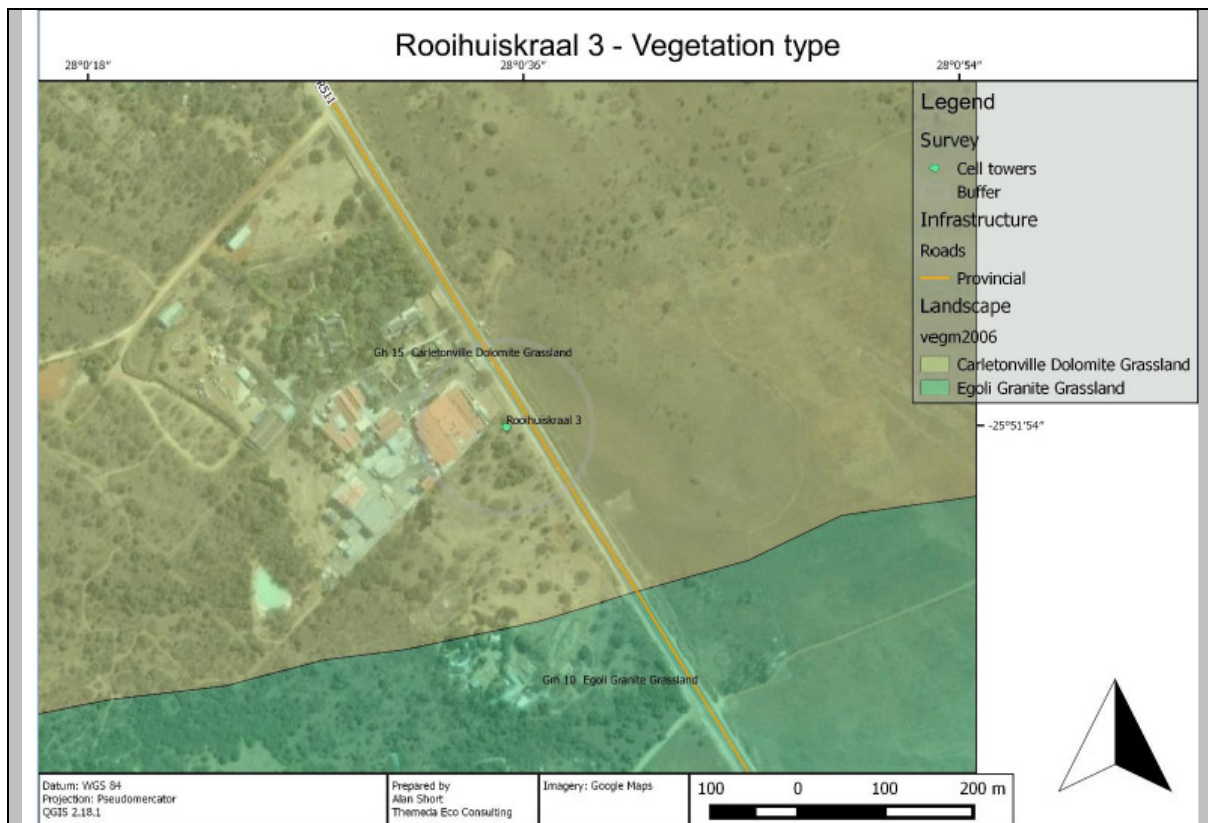 Rooihuiskraal 3 - Vegetation type
28°0'18"
28°0'36"
28°0'54"
R511
Legend
Survey
Cell towers
Buffer
Infrastructure
Roads
Provincial
Landscape
vegm2006
Carletonville Dolomite Grassland
Egoli Granite Grassland
Gh 15 Carletonville Dolomite Grassland
Rooihuiskraal 3
-25°51'54"
Gm 10 Egoli Granite Grassland
Datum: WGS 84
Projection: Pseudomercator
QGIS 2.18.1
Prepared by
Alan Short
Themeda Eco Consulting
Imagery: Google Maps
100 0 100 200 m